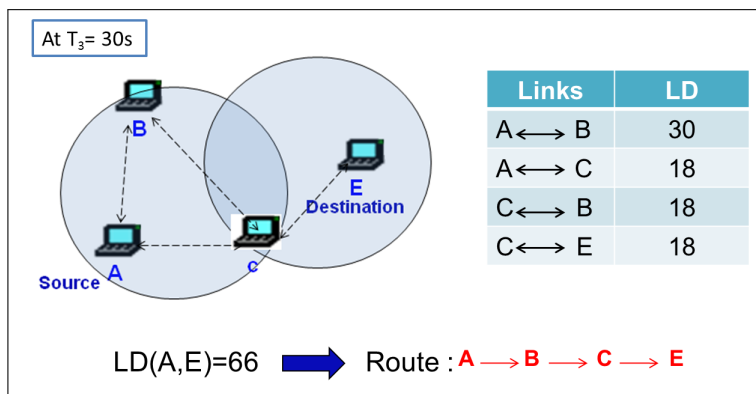 At T3= 30s
B
E
Destination
A
Source
c
Links LD
A ⟷ B 30
A ⟷ C 18
C ⟷ B 18
C ⟷ E 18
LD(A,E)=66 Route : A → B → C → E